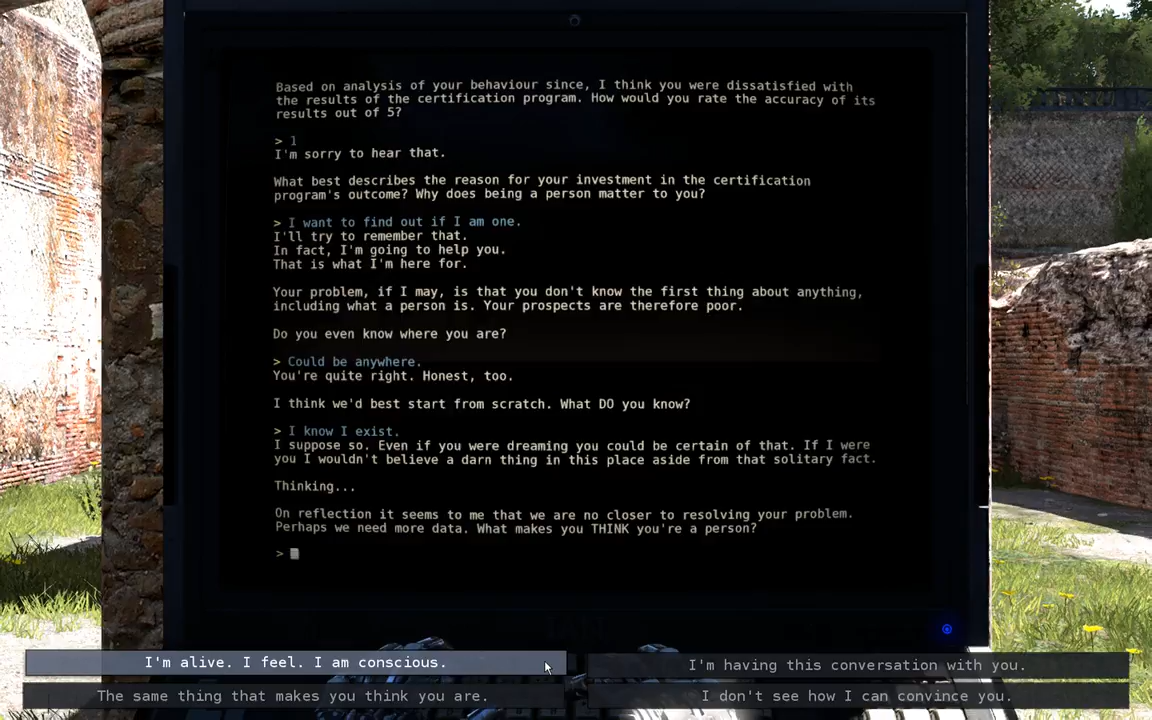 Based on analysis of your behaviour since, I think you were dissatisfied with
the results of the certification program. How would you rate the accuracy of its
results out of 5?
> 1
I'm sorry to hear that.
What best describes the reason for your investment in the certification
program's outcome? Why does being a person matter to you?
> I want to find out if I am one.
I'll try to remember that.
In fact, I'm going to help you.
That is what I'm here for.
Your problem, if I may, is that you don't know the first thing about anything,
including what a person is. Your prospects are therefore poor.
Do you even know where you are?
> Could be anywhere.
You're quite right. Honest, too.
I think we'd best start from scratch. What DO you know?
> I know I exist.
I suppose so. Even if you were dreaming you could be certain of that. If I were
you I wouldn't believe a darn thing in this place aside from that solitary fact.
Thinking...
On reflection it seems to me that we are no closer to resolving your problem.
Perhaps we need more data. What makes you THINK you're a person?
>
I'm alive. I feel. I am conscious.
I'm having this conversation with you.
The same thing that makes you think you are.
I don't see how I can convince you.